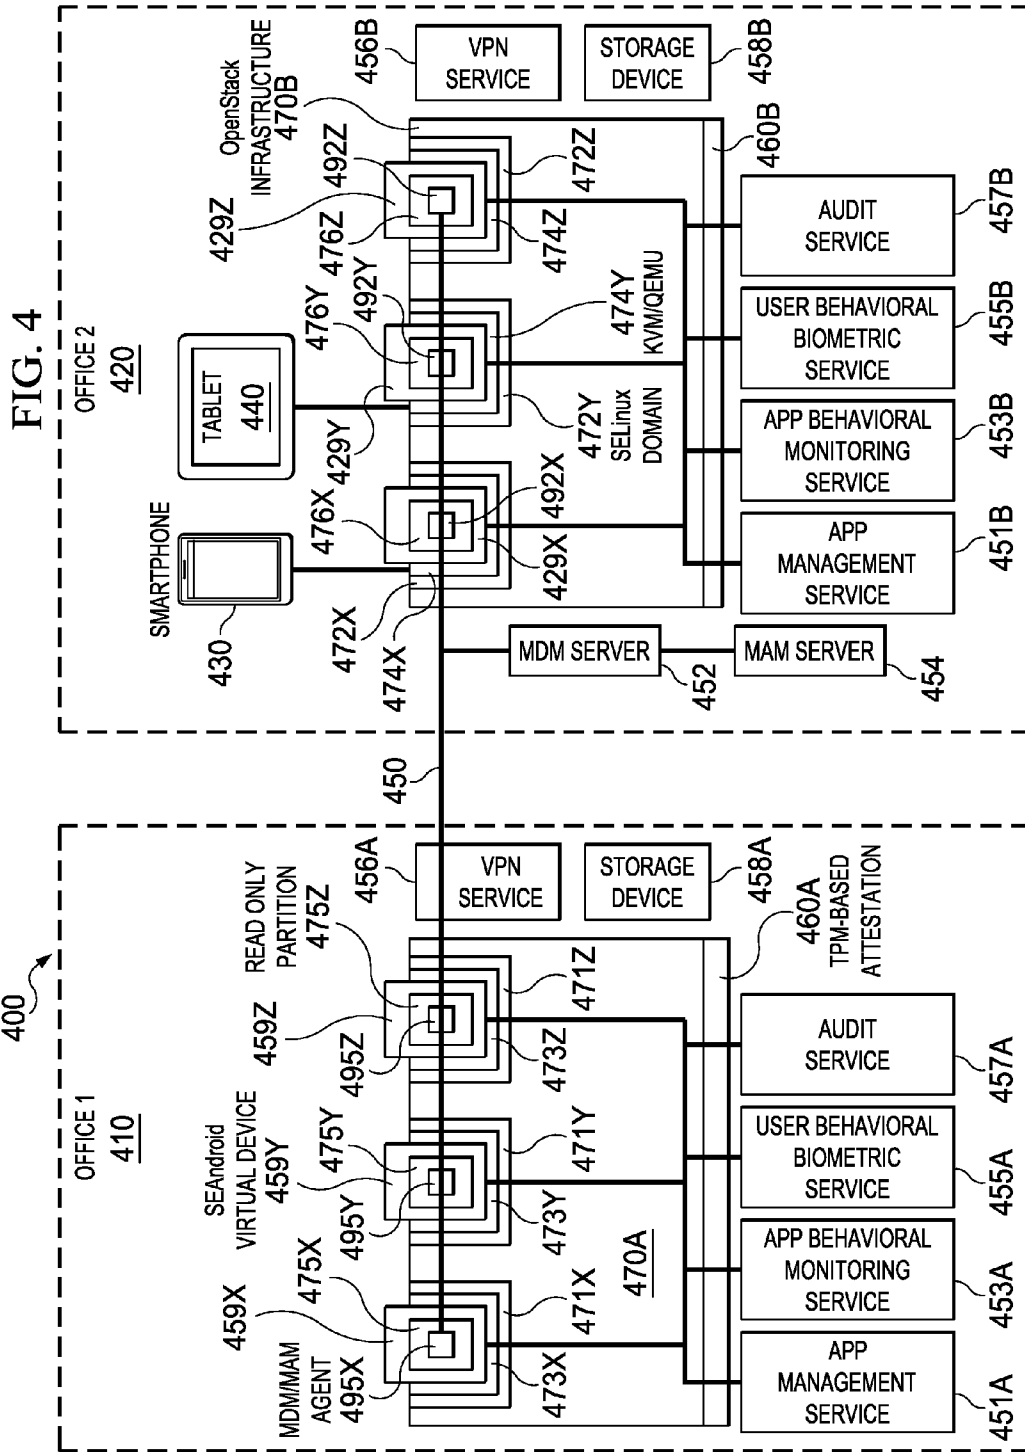 FIG. 4
400
OFFICE 1
410
MDM/MAM
AGENT
495X
459X
475X
SEAndroid
VIRTUAL DEVICE
459Y
475Y
495Y
459Z
495Z
READ ONLY
PARTITION
475Z
473X
471X
473Y
471Y
473Z
471Z
470A
456A
VPN
SERVICE
STORAGE
DEVICE
458A
460A
TPM-BASED
ATTESTATION
APP
MANAGEMENT
SERVICE
451A
APP BEHAVIORAL
MONITORING
SERVICE
453A
USER BEHAVIORAL
BIOMETRIC
SERVICE
455A
AUDIT
SERVICE
457A
450
OFFICE 2
420
SMARTPHONE
430
TABLET
440
472X
474X
476X
492X
429X
429Y
476Y
492Y
472Y
SELinux
DOMAIN
474Y
KVM/QEMU
429Z
476Z
492Z
474Z
472Z
OpenStack
INFRASTRUCTURE
470B
456B
VPN
SERVICE
STORAGE
DEVICE
458B
460B
MDM SERVER
452
MAM SERVER
454
APP
MANAGEMENT
SERVICE
451B
APP BEHAVIORAL
MONITORING
SERVICE
453B
USER BEHAVIORAL
BIOMETRIC
SERVICE
455B
AUDIT
SERVICE
457B